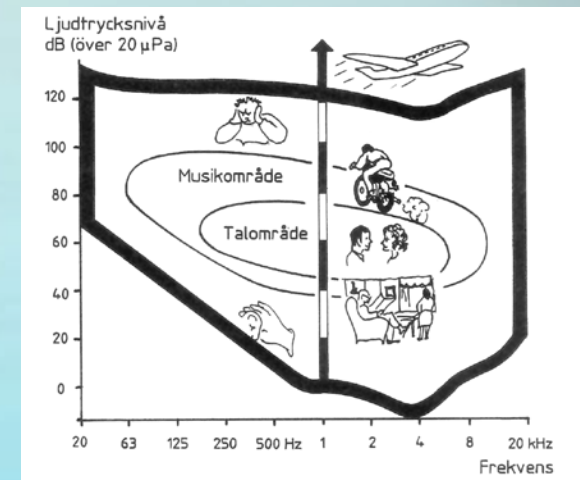 Ljudtrycksnivå
dB (över 20 µPa)
120
100
80
60
40
20
0
Musikområde
Talområde
20 63 125 250 500 Hz 1 2 4 8 20 kHz
Frekvens